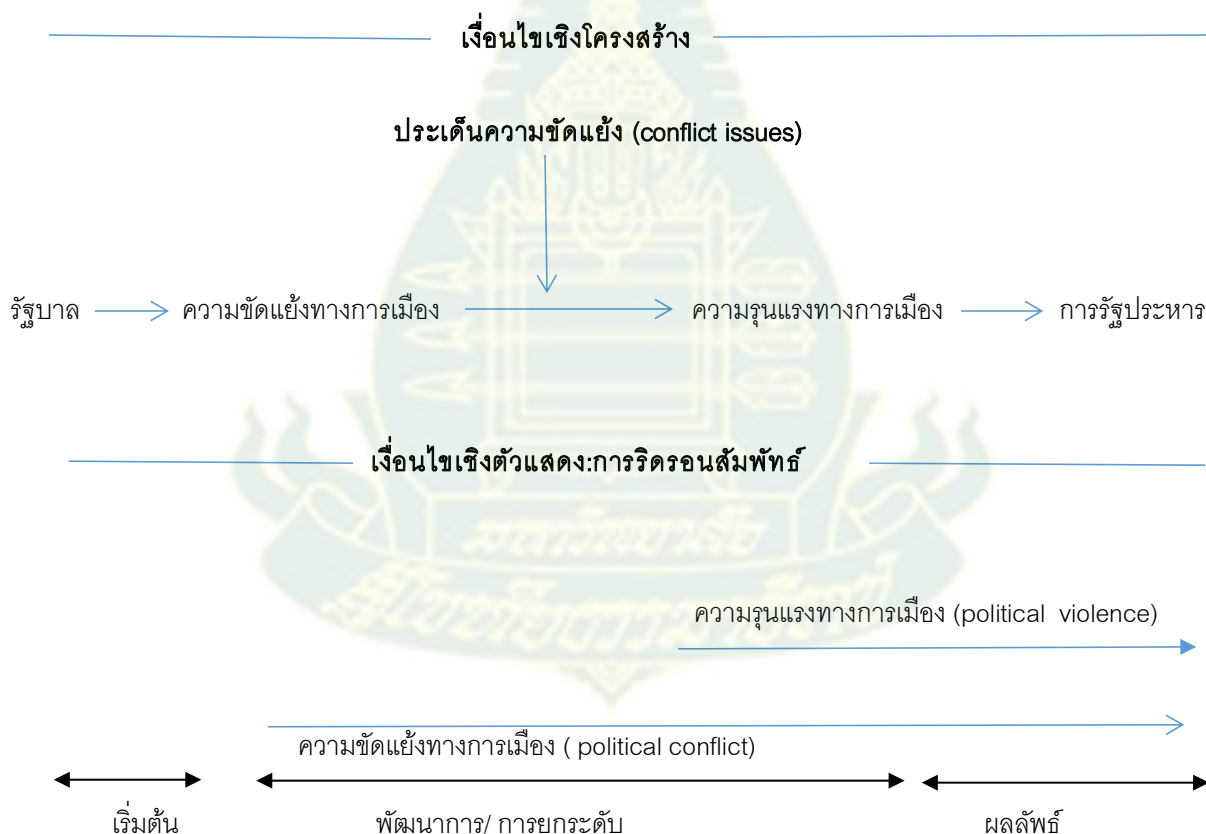 เงื่อนไขเชิงโครงสร้าง
ประเด็นความขัดแย้ง (conflict issues)
รัฐบาล ความขัดแย้งทางการเมือง ความรุนแรงทางการเมือง การรัฐประหาร
เงื่อนไขเชิงตัวแสดง:การริดรอนสัมพัทธ์
ความรุนแรงทางการเมือง (political violence)
ความขัดแย้งทางการเมือง ( political conflict)
เริ่มต้น พัฒนาการ/ การยกระดับ ผลลัพธ์